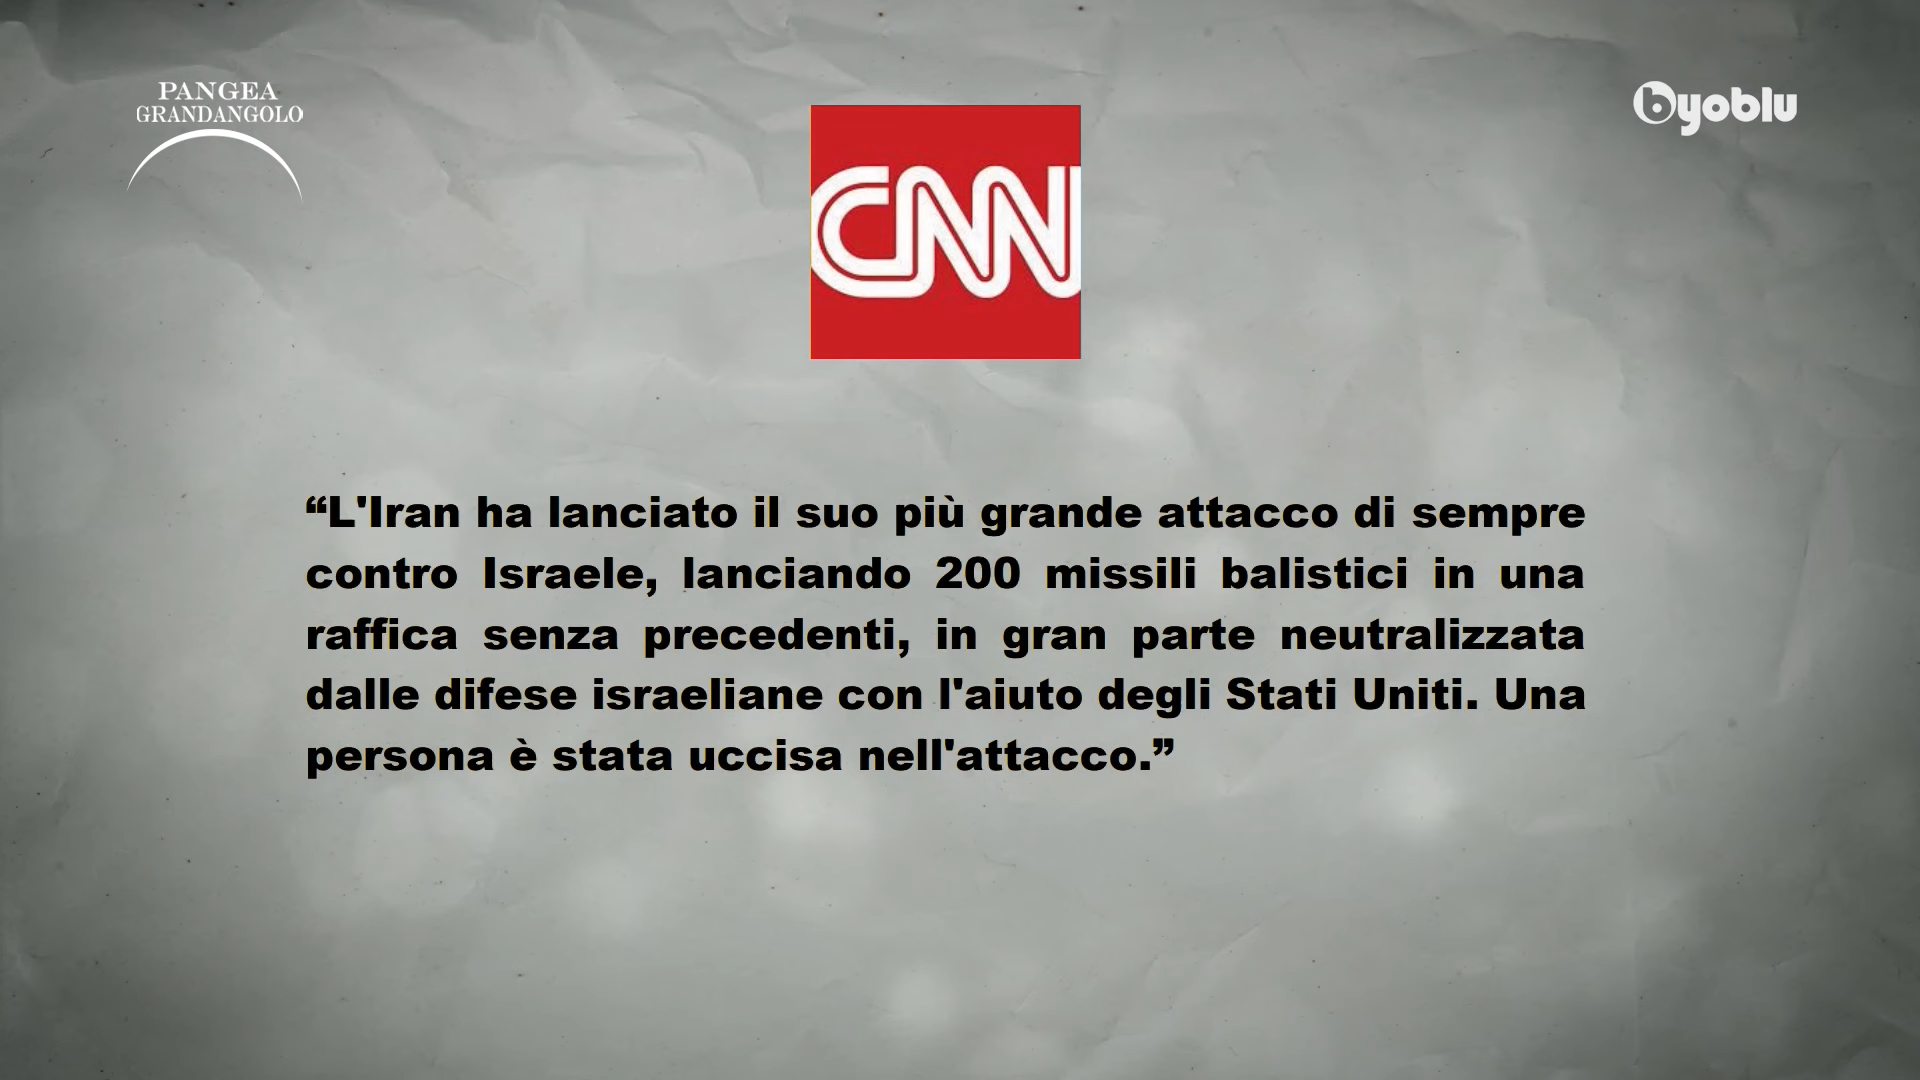 PANGEA
GRANDANGOLO
byoblu
CNN
“L'Iran ha lanciato il suo più grande attacco di sempre
contro Israele, lanciando 200 missili balistici in una
raffica senza precedenti, in gran parte neutralizzata
dalle difese israeliane con l'aiuto degli Stati Uniti. Una
persona è stata uccisa nell'attacco.”